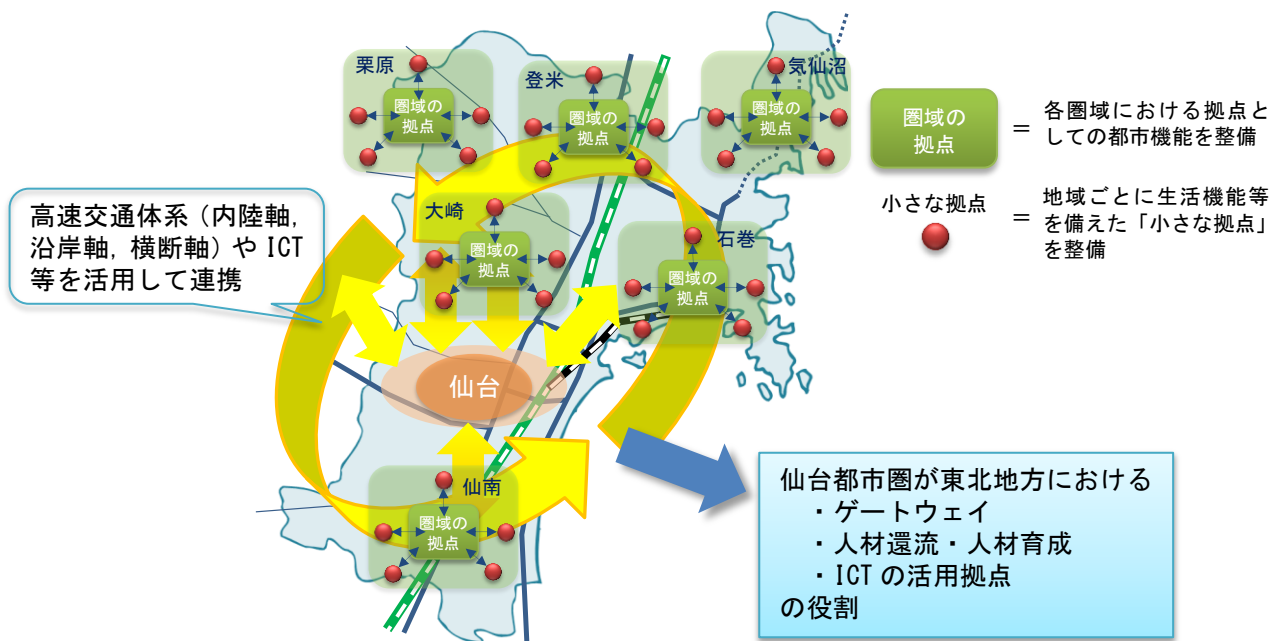 栗原
圏域の
拠点
登米
圏域の
拠点
気仙沼
圏域の
拠点
圏域の
拠点
＝ 各圏域における拠点と
しての都市機能を整備
小さな拠点
＝ 地域ごとに生活機能等
を備えた「小さな拠点」
を整備
高速交通体系（内陸軸，
沿岸軸，横断軸）や ICT
等を活用して連携
大崎
圏域の
拠点
石巻
圏域の
拠点
仙台
仙南
圏域の
拠点
仙台都市圏が東北地方における
・ゲートウェイ
・人材還流・人材育成
・ICT の活用拠点
の役割